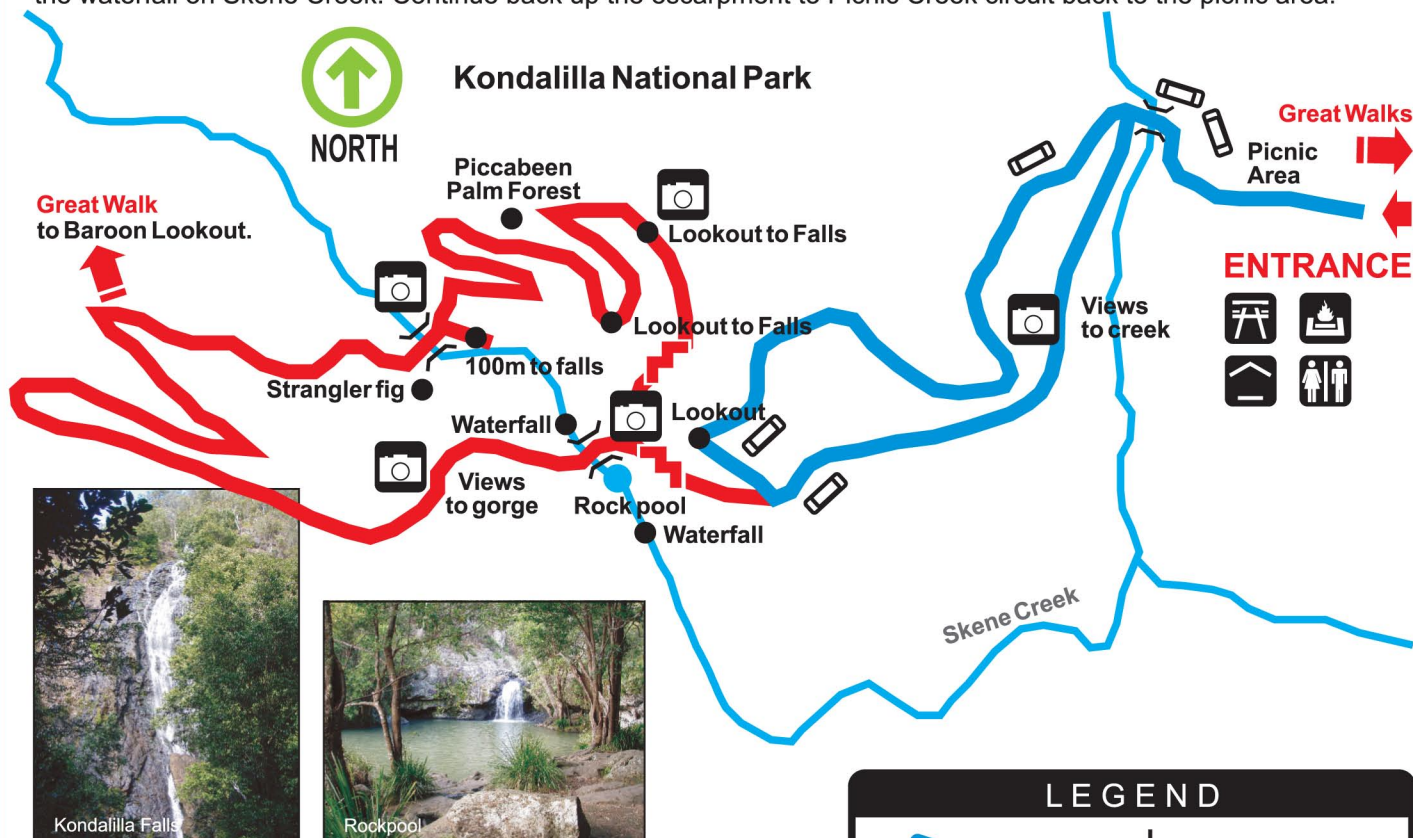 the waterfall on Skene Creek. Continue back up the escarpment to Picnic Creek circuit back to the picnic area.
Kondalilla National Park
NORTH
Great Walks
Picnic
Area
Piccabeen
Palm Forest
Great Walk
to Baroon Lookout.
Lookout to Falls
ENTRANCE
Views
to creek
Lookout to Falls
100m to falls
Strangler fig
Lookout
Waterfall
Views
to gorge
Rock pool
Waterfall
Skene Creek
LEGEND
Kondalilla Falls
Rockpool